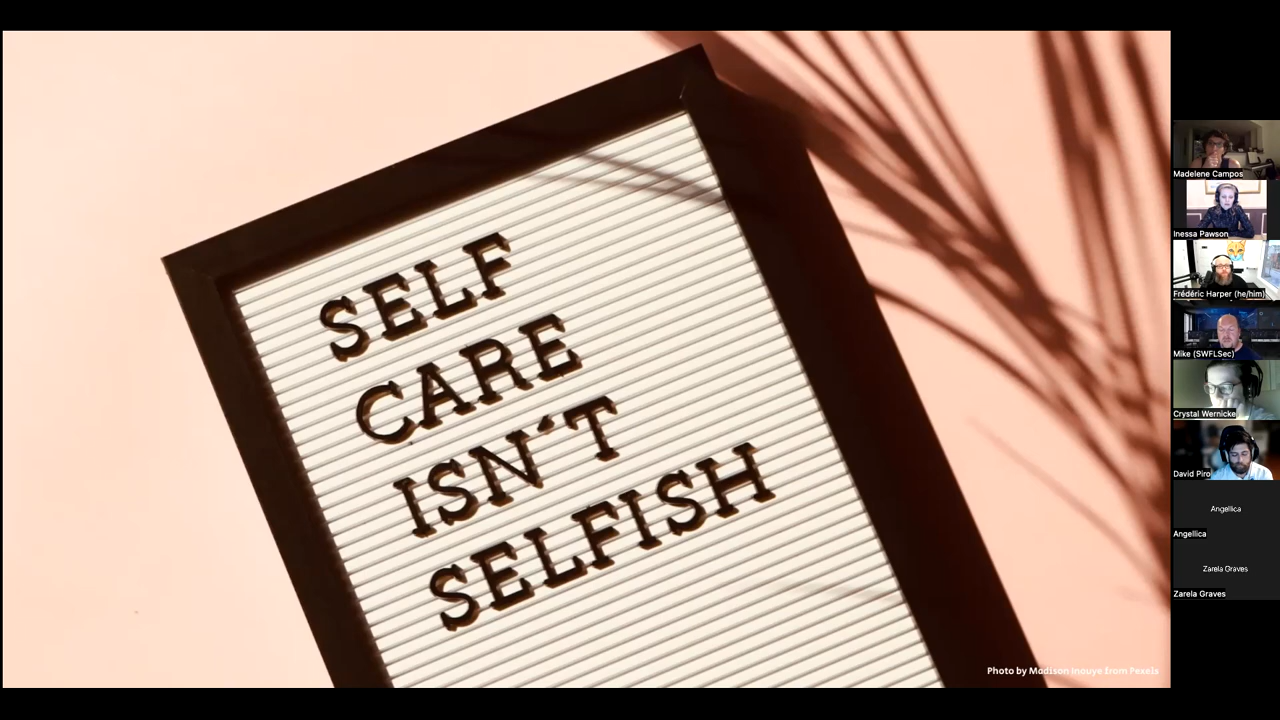 SELF
CARE
ISN'T
SELFISH
Photo by Madison Inouye from Pexels
Madelene Campos
Inessa Pawson
Frédéric Harper (he/him)
Mike (SWFLSec)
Crystal Wernicke
David Piro
Angellica
Angellica
Zarela Graves
Zarela Graves